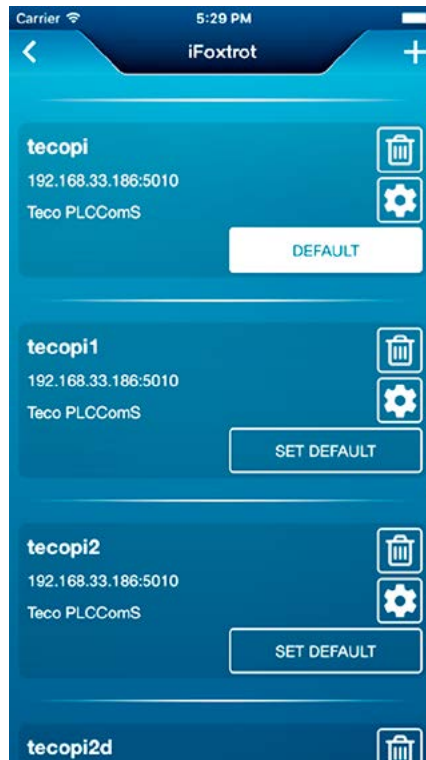 Carrier 5:29 PM
iFoxtrot
tecopi
192.168.33.186:5010
Teco PLCComS
DEFAULT
tecopi1
192.168.33.186:5010
Teco PLCComS
SET DEFAULT
tecopi2
192.168.33.186:5010
Teco PLCComS
SET DEFAULT
tecopi2d